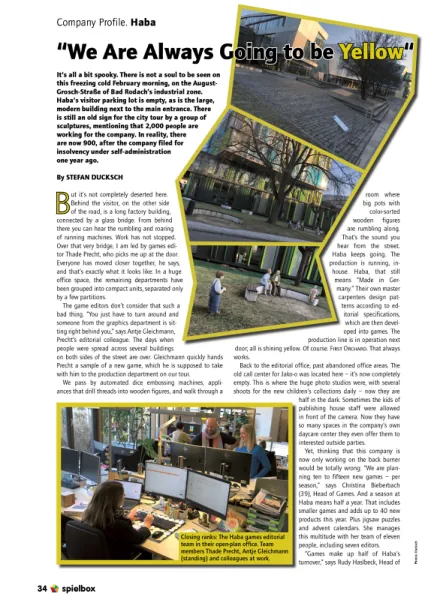 Company Profile. Haba
“We Are Always Going to be Yellow“
It's all a bit spooky. There is not a soul to be seen on
this freezing cold February morning, on the August-
Grosch-Straße of Bad Rodach's industrial zone.
Haba's visitor parking lot is empty, as is the large,
modern building next to the main entrance. There
is still an old sign for the city tour by a group of
sculptures, mentioning that 2,000 people are
working for the company. In reality, there
are now 900, after the company filed for
insolvency under self-administration
one year ago.
By STEFAN DUCKSCH
But it's not completely deserted here.
Behind the visitor, on the other side
of the road, is a long factory building,
connected by a glass bridge. From behind
there you can hear the rumbling and roaring
of running machines. Work has not stopped.
Over that very bridge, I am led by games edi-
tor Thade Precht, who picks me up at the door.
Everyone has moved closer together, he says,
and that's exactly what it looks like: In a huge
office space, the remaining departments have
been grouped into compact units, separated only
by a few partitions.
The game editors don't consider that such a
bad thing. “You just have to turn around and
someone from the graphics department is sit-
ting right behind you,” says Antje Gleichmann,
Precht's editorial colleague. The days when
people were spread across several buildings
on both sides of the street are over. Gleichmann quickly hands
Precht a sample of a new game, which he is supposed to take
with him to the production department on our tour.
We pass by automated dice embossing machines, appli-
ances that drill threads into wooden figures, and walk through a
room where
big pots with
color-sorted
wooden figures
are rumbling along.
That's the sound you
hear from the street.
Haba keeps going. The
production is running, in-
house. Haba, that still
means “Made in Ger-
many.” Their own master
carpenters design pat-
terns according to ed-
itorial specifications,
which are then devel-
oped into games. The
production line is in operation next
door; all is shining yellow. Of course. First Orchard. That always
works.
Back to the editorial office, past abandoned office areas. The
old call center for Jako-o was located here – it's now completely
empty. This is where the huge photo studios were, with several
shoots for the new children's collections daily – now they are
half in the dark. Sometimes the kids of
publishing house staff were allowed
in front of the camera. Now they have
so many spaces in the company's own
daycare center they even offer them to
interested outside parties.
Yet, thinking that this company is
now only working on the back burner
would be totally wrong: “We are plan-
ning ten to fifteen new games – per
season,” says Christina Bieberbach
(39), Head of Games. And a season at
Haba means half a year. That includes
smaller games and adds up to 40 new
products this year. Plus jigsaw puzzles
and advent calendars. She manages
this multitude with her team of eleven
people, including seven editors.
“Games make up half of Haba's
turnover,” says Rudy Haslbeck, Head of
Closing ranks: The Haba games editorial
team in their open-plan office. Team
members Thade Precht, Antje Gleichmann
(standing) and colleagues at work.
34 spielbox